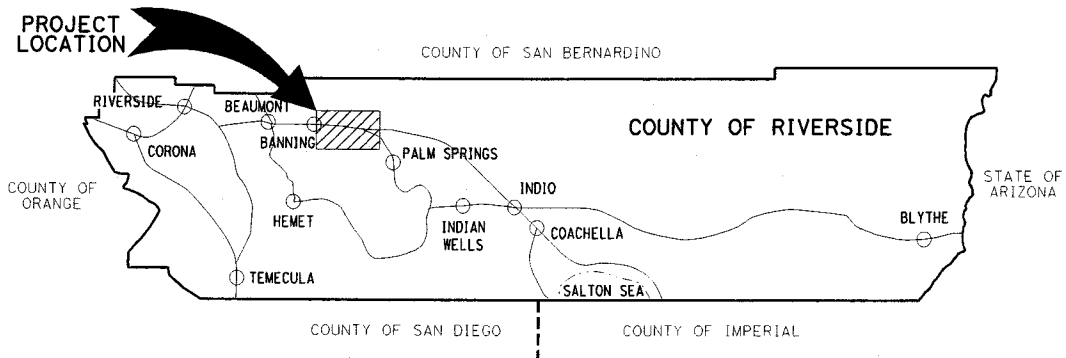 PROJECT
LOCATION
COUNTY OF SAN BERNARDINO
RIVERSIDE
BEAUMONT
BANNING
CORONA
PALM SPRINGS
COUNTY OF RIVERSIDE
COUNTY OF
ORANGE
STATE OF
ARIZONA
HEMET
INDIAN
WELLS
INDIO
COACHELLA
BLYTHE
TEMECULA
SALTON SEA
COUNTY OF SAN DIEGO
COUNTY OF IMPERIAL